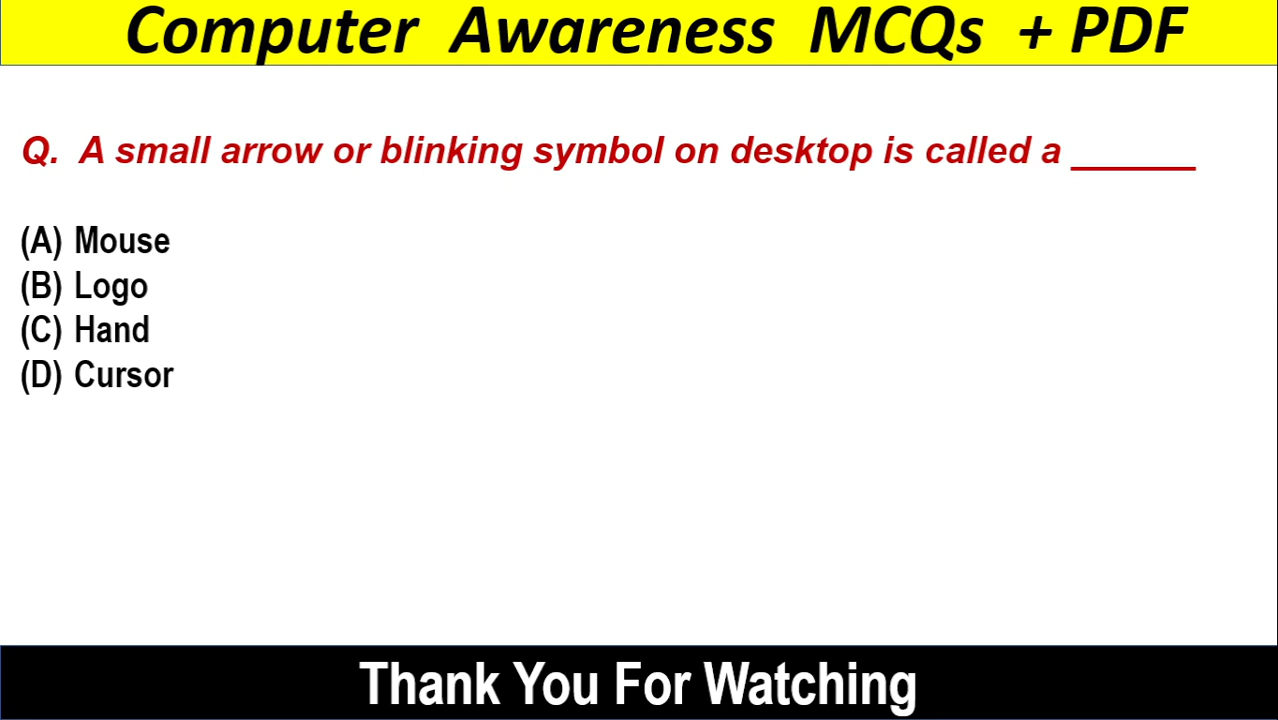 Computer Awareness MCQs + PDF
Q. A small arrow or blinking symbol on desktop is called a ______
(A) Mouse
(B) Logo
(C) Hand
(D) Cursor
Thank You For Watching